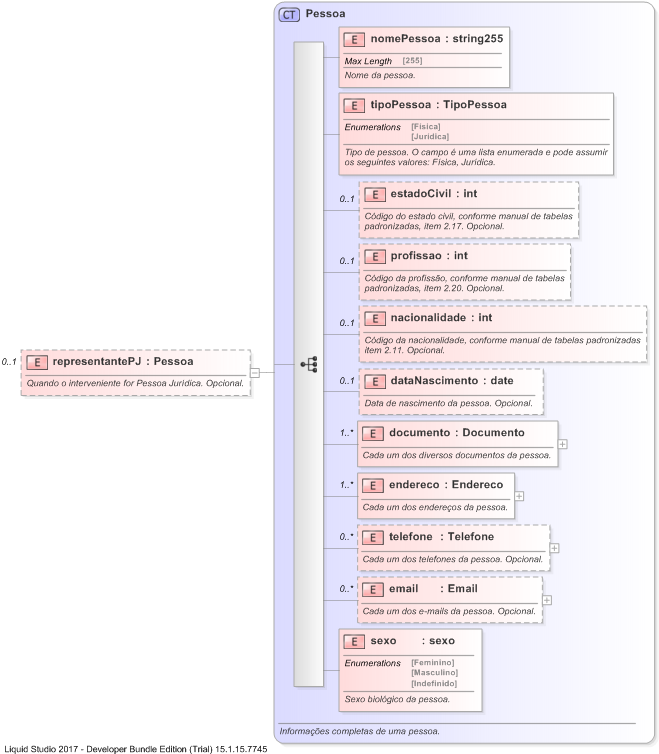 CT Pessoa
E nomePessoa : string255
Max Length [255]
Nome da pessoa.
E tipoPessoa : TipoPessoa
Enumerations [Física]
[Jurídica]
Tipo de pessoa. O campo é uma lista enumerada e pode assumir
os seguintes valores: Física, Jurídica.
0..1 E estadoCivil : int
Código do estado civil, conforme manual de tabelas
padronizadas, item 2.17. Opcional.
0..1 E profissao : int
Código da profissão, conforme manual de tabelas
padronizadas, item 2.20. Opcional.
0..1 E nacionalidade : int
Código da nacionalidade, conforme manual de tabelas padronizadas
item 2.11. Opcional.
0..1 E representantePJ : Pessoa
Quando o interveniente for Pessoa Jurídica. Opcional.
0..1 E dataNascimento : date
Data de nascimento da pessoa. Opcional.
1..* E documento : Documento
Cada um dos diversos documentos da pessoa.
1..* E endereco : Endereco
Cada um dos endereços da pessoa.
0..* E telefone : Telefone
Cada um dos telefones da pessoa. Opcional.
0..* E email : Email
Cada um dos e-mails da pessoa. Opcional.
E sexo : sexo
Enumerations [Feminino]
[Masculino]
[Indefinido]
Sexo biológico da pessoa.
Informações completas de uma pessoa.
Liquid Studio 2017 - Developer Bundle Edition (Trial) 15.1.15.7745